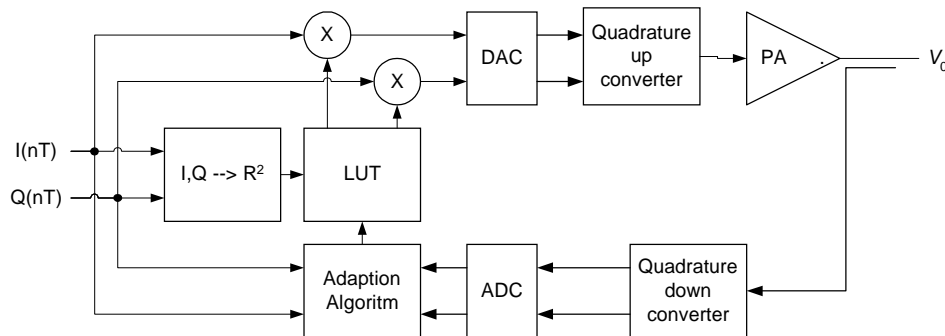 X
DAC
Quadrature
up
converter
PA
.
V₀
X
I(nT)
Q(nT)
I,Q --> R²
LUT
Adaption
Algoritm
ADC
Quadrature
down
converter